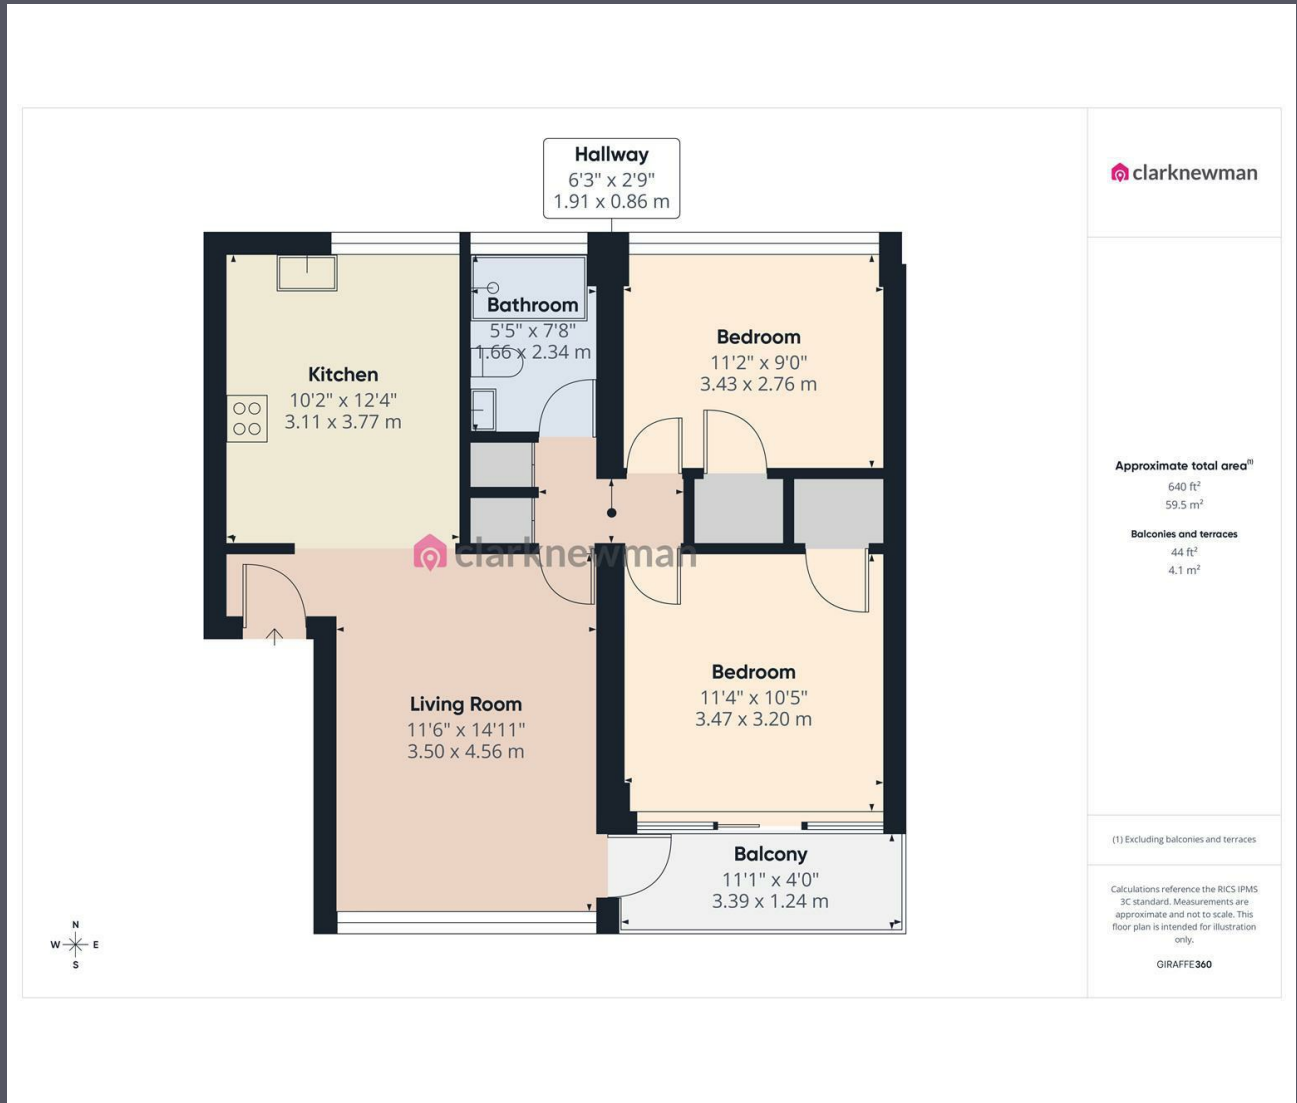 Hallway
6'3" x 2'9"
1.91 x 0.86 m
clarknewman
Bathroom
5'5" x 7'8"
1.66 x 2.34 m
Bedroom
11'2" x 9'0"
3.43 x 2.76 m
Kitchen
10'2" x 12'4"
3.11 x 3.77 m
clarknewman
Living Room
11'6" x 14'11"
3.50 x 4.56 m
Bedroom
11'4" x 10'5"
3.47 x 3.20 m
Balcony
11'1" x 4'0"
3.39 x 1.24 m
N
W E
S
Approximate total area⁽¹⁾
640 ft²
59.5 m²
Balconies and terraces
44 ft²
4.1 m²
(1) Excluding balconies and terraces
Calculations reference the RICS IPMS
3C standard. Measurements are
approximate and not to scale. This
floor plan is intended for illustration
only.
GIRAFFE360